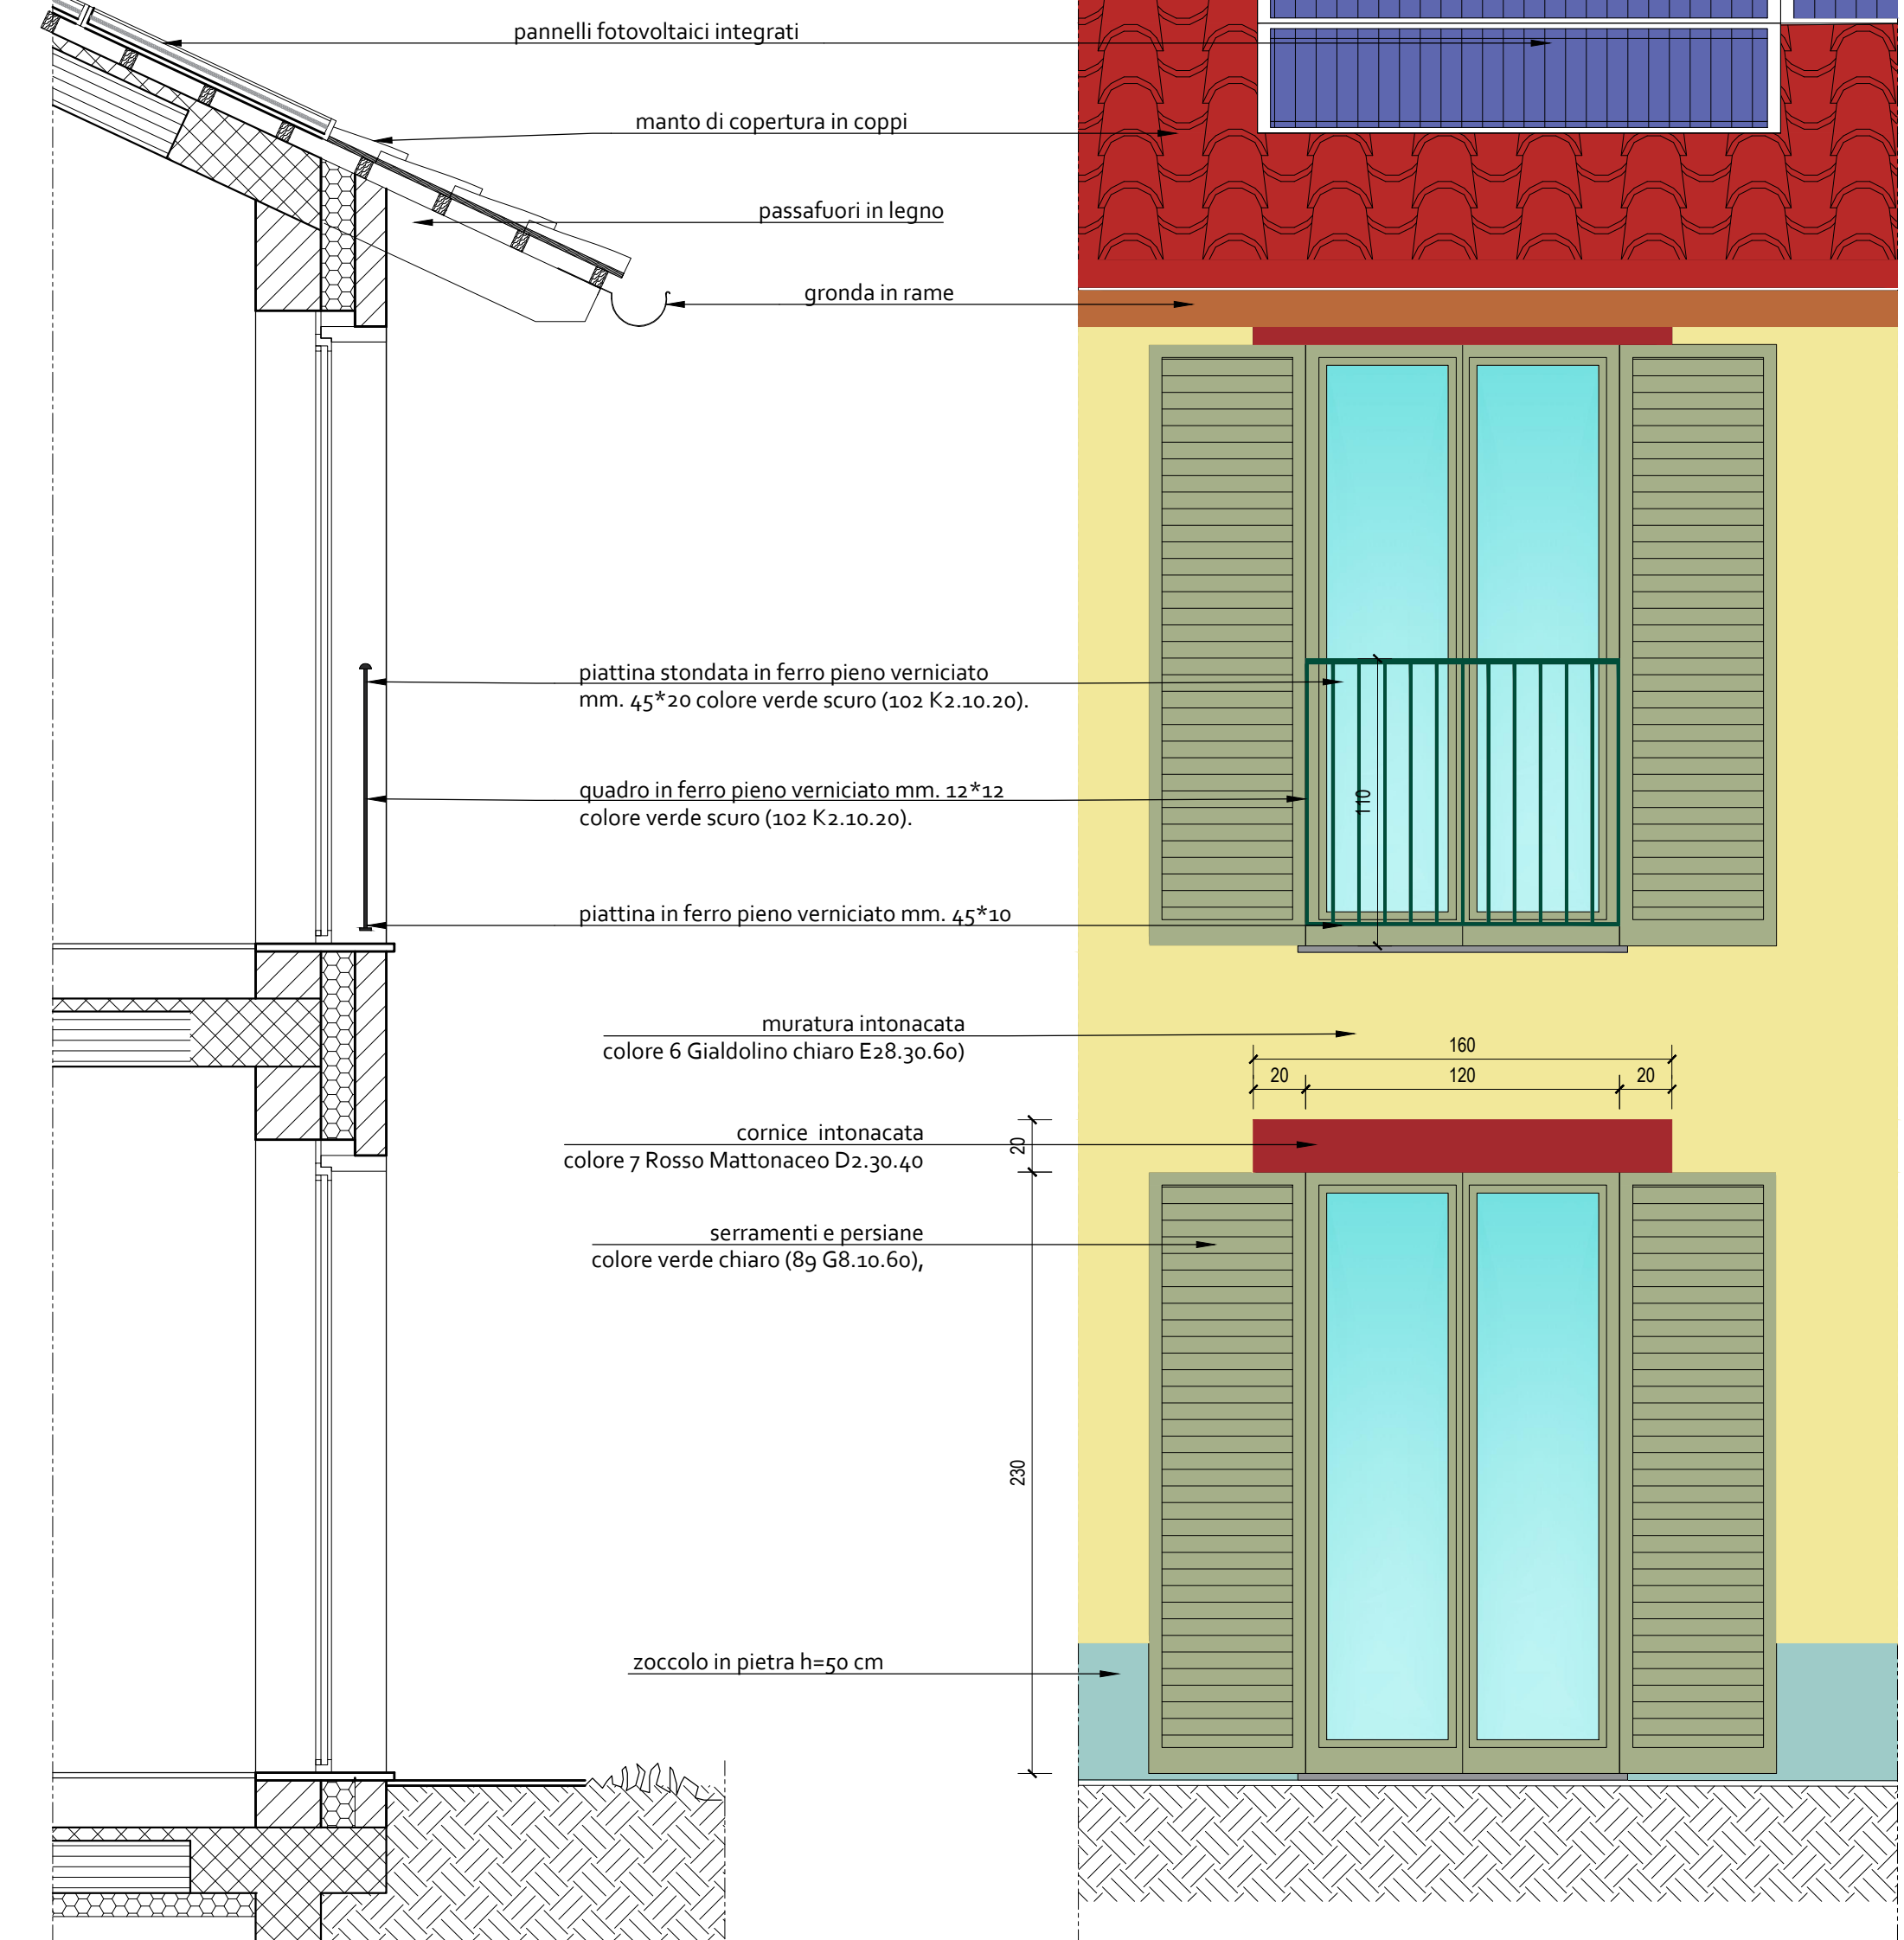 pannelli fotovoltaici integrati
manto di copertura in coppi
passafuori in legno
gronda in rame
piattina stondata in ferro pieno verniciato
mm. 45*20 colore verde scuro (102 K2.10.20).
quadro in ferro pieno verniciato mm. 12*12
colore verde scuro (102 K2.10.20).
110
piattina in ferro pieno verniciato mm. 45*10
muratura intonacata
colore 6 Gialdolino chiaro E28.30.60)
160
20 120 20
cornice intonacata
colore 7 Rosso Mattonaceo D2.30.40
20
serramenti e persiane
colore verde chiaro (89 G8.10.60),
230
zoccolo in pietra h=50 cm